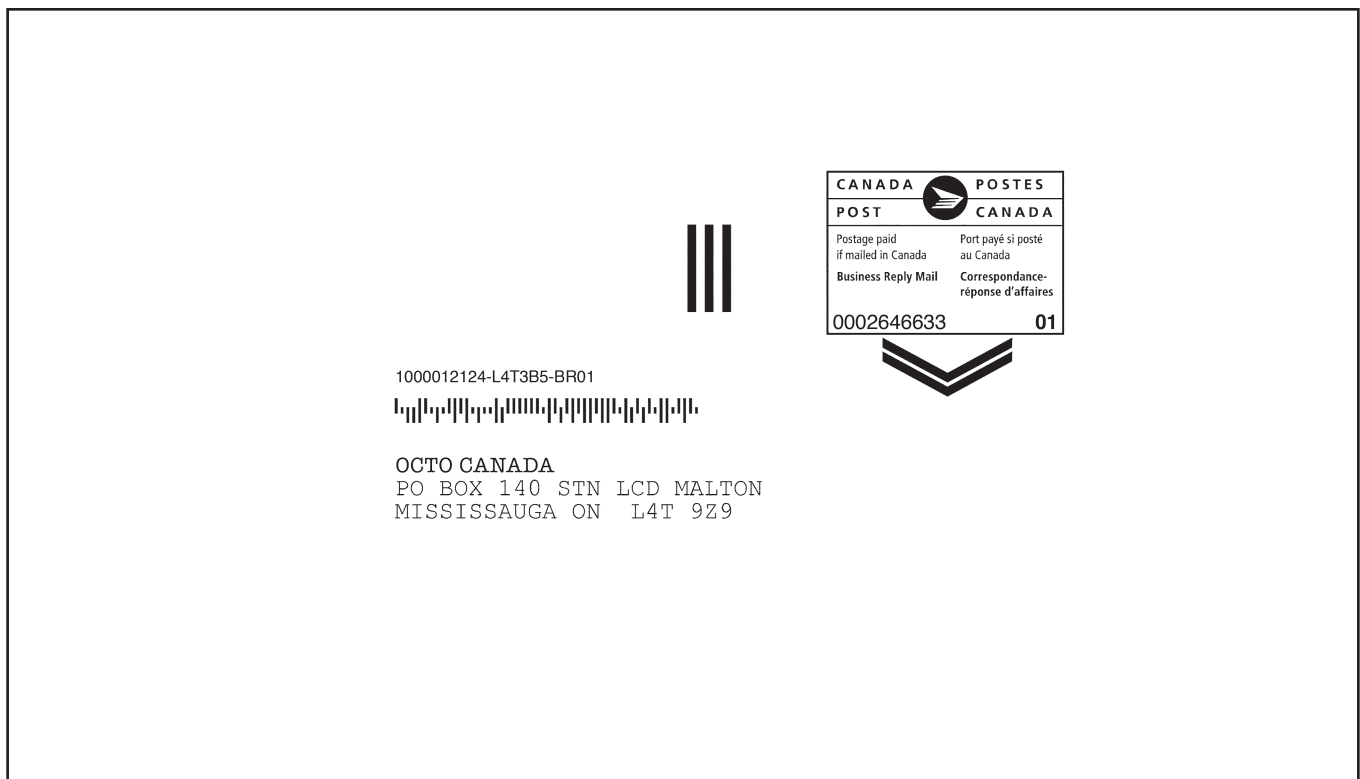 CANADA POSTES
POST CANADA
Postage paid
if mailed in Canada
Business Reply Mail
Port payé si posté
au Canada
Correspondance-
réponse d'affaires
0002646633 01
1000012124-L4T3B5-BR01
OCTO CANADA
PO BOX 140 STN LCD MALTON
MISSISSAUGA ON L4T 9Z9